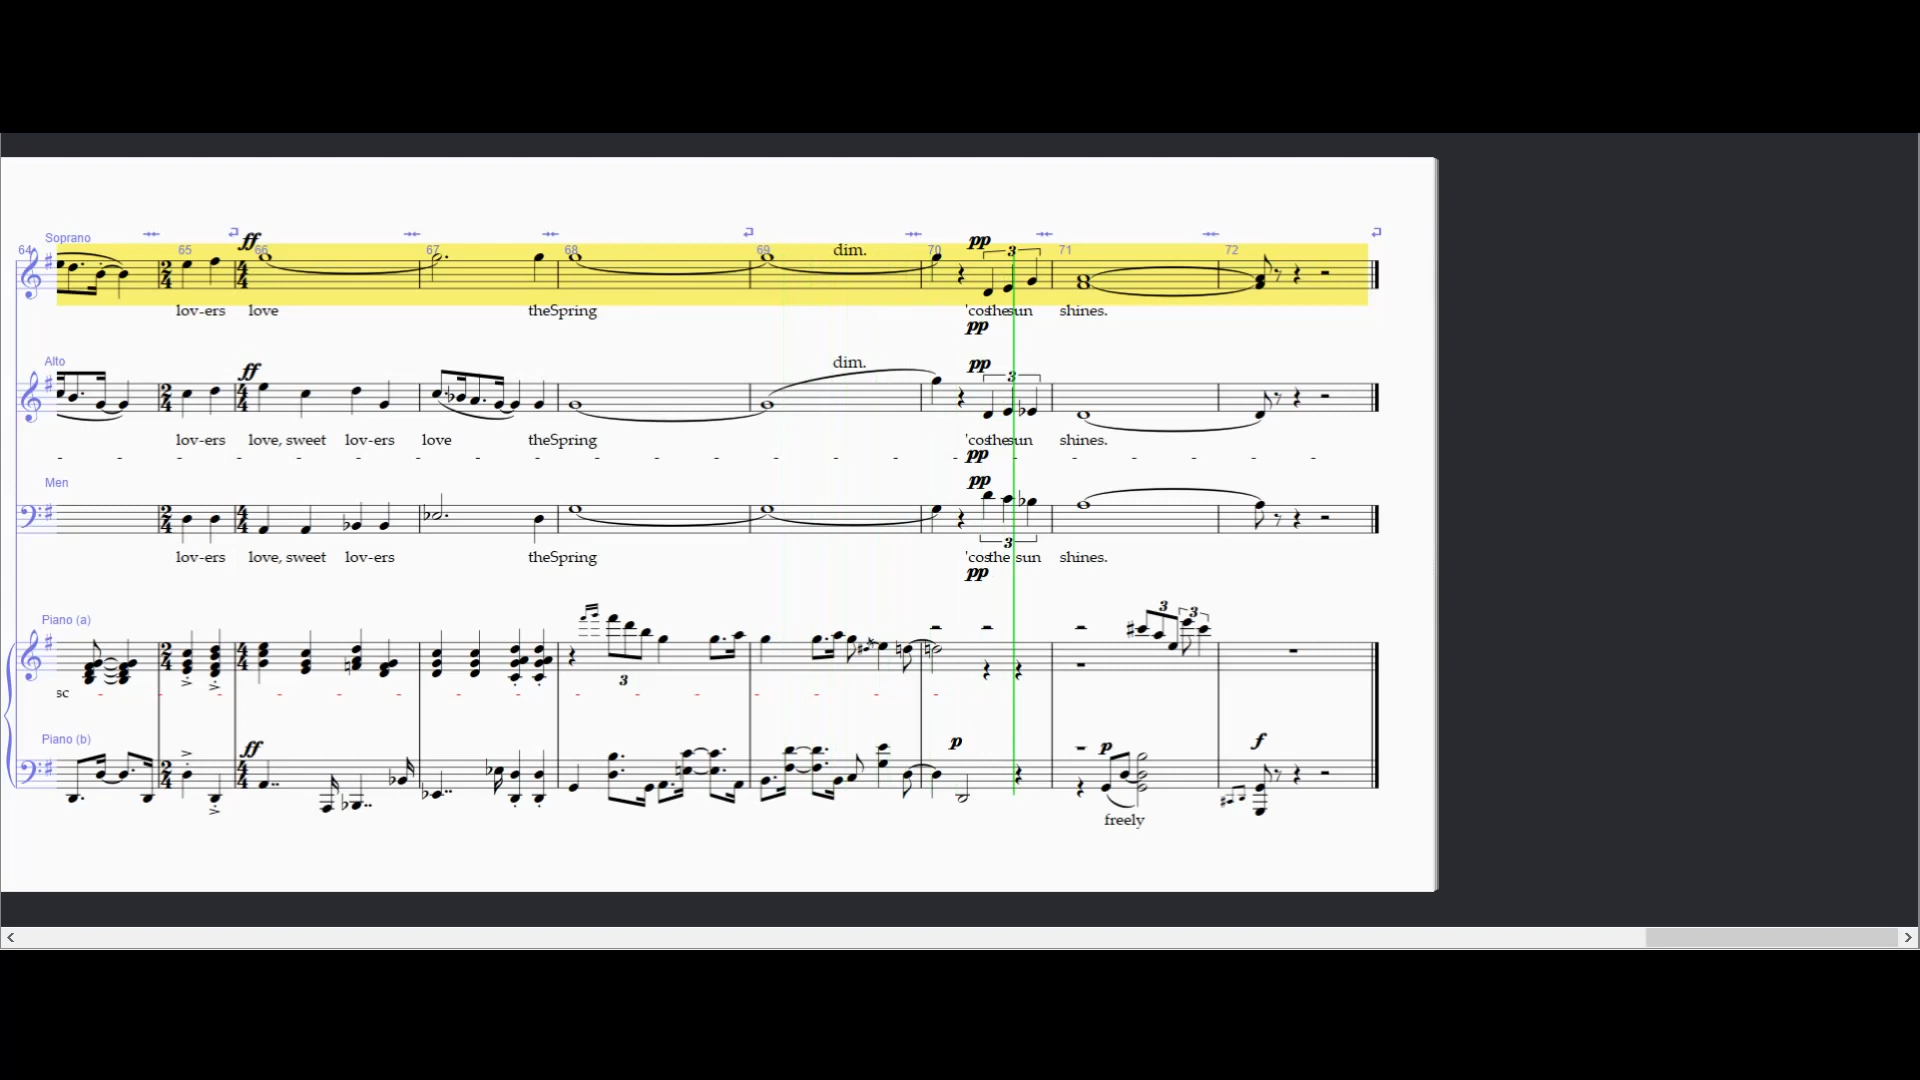 Soprano
64 65 66 67 68 69 70 71 72
ff dim. pp 3
lov-ers love theSpring 'costhesun shines.
pp
Alto
ff dim. pp 3
lov-ers love, sweet lov-ers love theSpring 'costhesun shines.
pp
Men
pp
3
lov-ers love, sweet lov-ers theSpring 'costhe sun shines.
pp
Piano (a)
3 3
3
sc
Piano (b)
ff p p f
freely